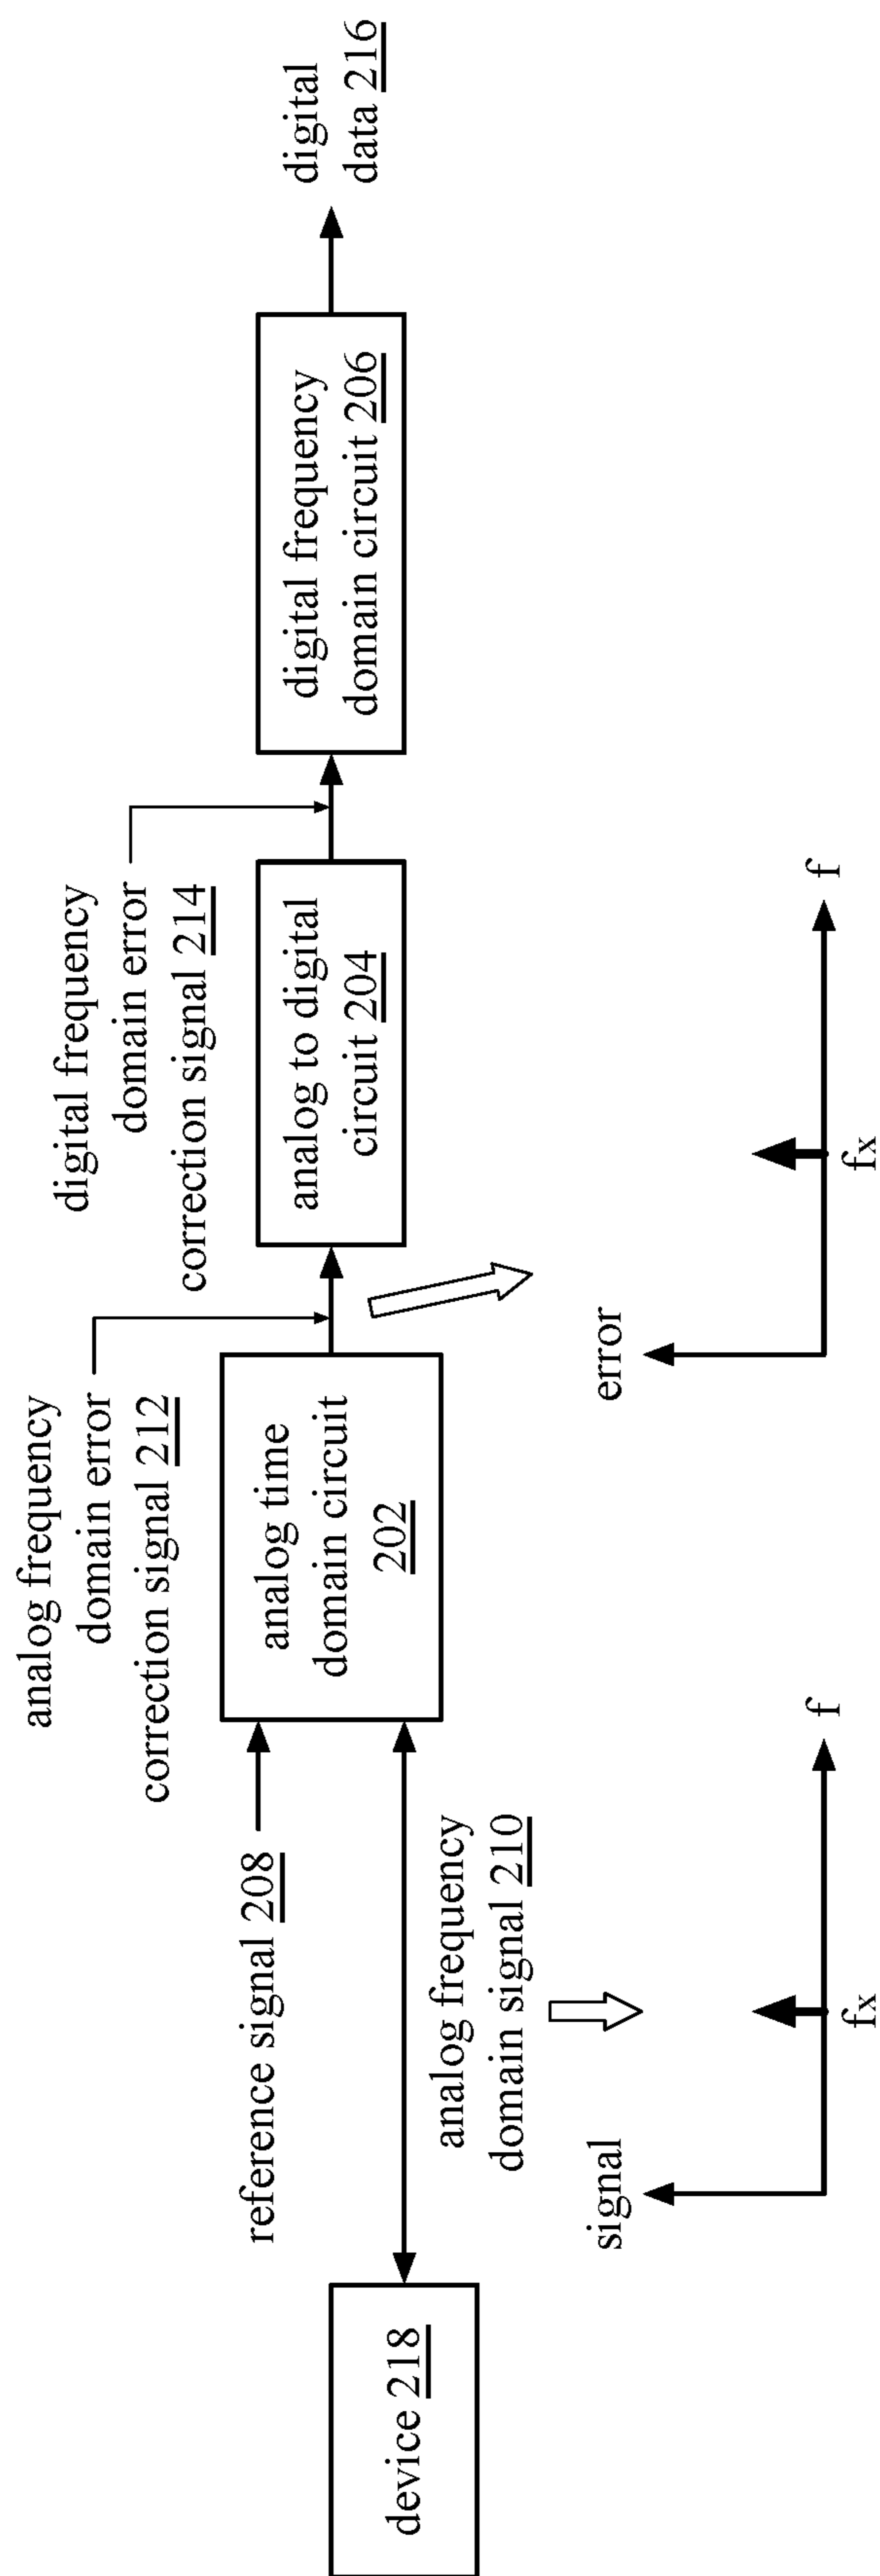 device 218
reference signal 208
analog frequency
domain signal 210
signal
fx
f
analog time
domain circuit
202
analog frequency
domain error
correction signal 212
error
fx
f
analog to digital
circuit 204
digital frequency
domain error
correction signal 214
digital frequency
domain circuit 206
digital
data 216